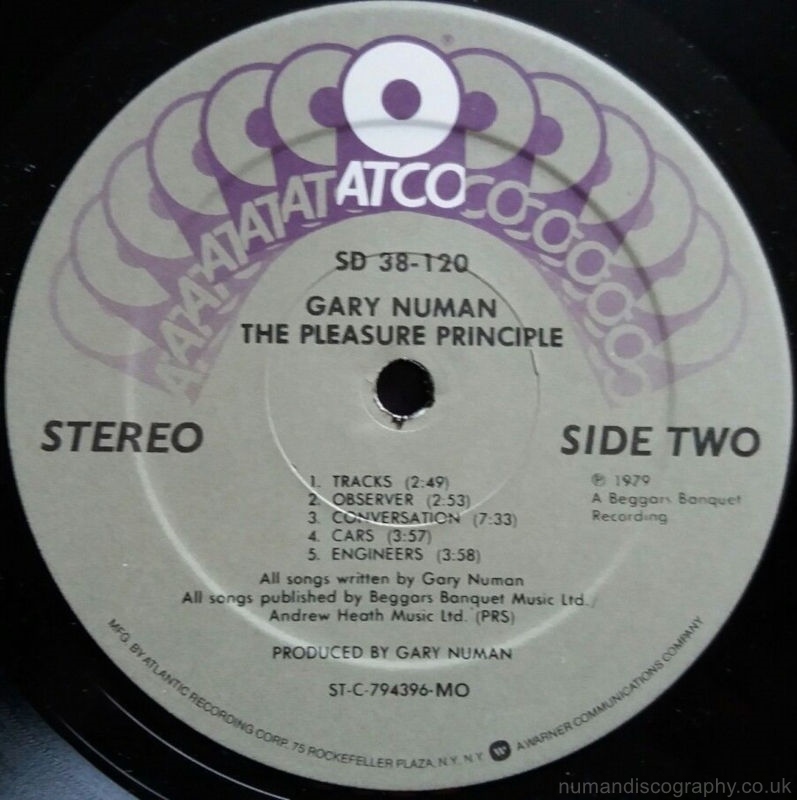 ATCO
SD 38-120
GARY NUMAN
THE PLEASURE PRINCIPLE
STEREO
SIDE TWO
1. TRACKS (2:49)
2. OBSERVER (2:53)
3. CONVERSATION (7:33)
4. CARS (3:57)
5. ENGINEERS (3:58)
℗ 1979
A Beggars Banquet
Recording
All songs written by Gary Numan
All songs published by Beggars Banquet Music Ltd./
Andrew Heath Music Ltd. (PRS)
PRODUCED BY GARY NUMAN
ST-C-794396-MO
MFG. BY ATLANTIC RECORDING CORP. 75 ROCKEFELLER PLAZA, N.Y. N.Y. A WARNER COMMUNICATIONS COMPANY
numandiscography.co.uk